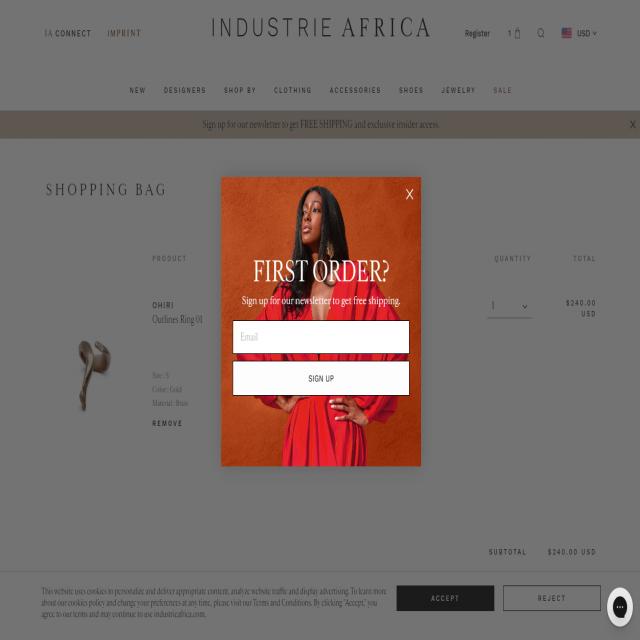 IA CONNECT
IMPRINT
INDUSTRIE AFRICA
Register
1
USD
NEW DESIGNERS SHOP BY CLOTHING ACCESSORIES SHOES JEWELRY SALE
Sign up for our newsletter to get FREE SHIPPING and exclusive insider access.
X
SHOPPING BAG
X
PRODUCT QUANTITY TOTAL
FIRST ORDER?
Sign up for our newsletter to get free shipping.
OHIRI
Outlines Ring 01
1
$240.00
USD
Email
SIGN UP
Size: S
Color: Gold
Material: Brass
REMOVE
SUBTOTAL $240.00 USD
This website uses cookies to personalize and deliver appropriate content, analyze website traffic and display advertising. To learn more
about our cookies policy and change your preferences at any time, please visit our Terms and Conditions. By clicking "Accept," you
agree to our terms and may continue to use industrieafrica.com.
ACCEPT
REJECT